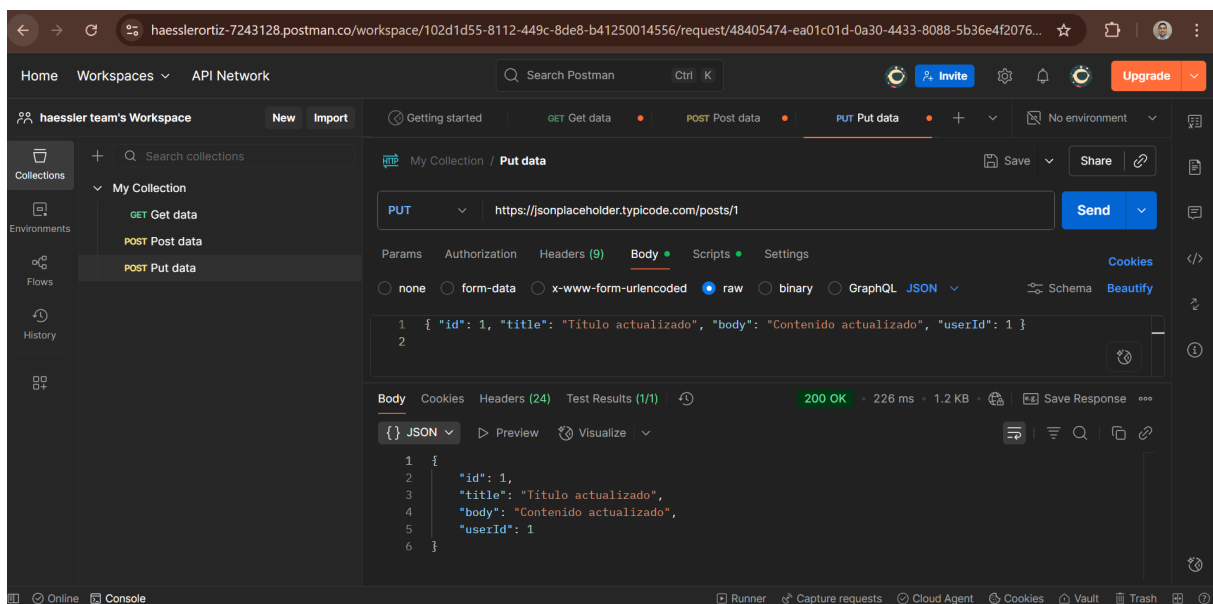 haesslerortiz-7243128.postman.co/workspace/102d1d55-8112-449c-8de8-b41250014556/request/48405474-ea01c01d-0a30-4433-8088-5b36e4f2076...
Home Workspaces API Network Search Postman Ctrl K Invite Upgrade
haessler team's Workspace New Import Getting started GET Get data POST Post data PUT Put data No environment
Collections
Environments
Flows
History
Search collections
My Collection
GET Get data
POST Post data
POST Put data
HTTP My Collection / Put data Save Share
PUT https://jsonplaceholder.typicode.com/posts/1 Send
Params Authorization Headers (9) Body Scripts Settings Cookies
none form-data x-www-form-urlencoded raw binary GraphQL JSON Schema Beautify
1 { "id": 1, "title": "Título actualizado", "body": "Contenido actualizado", "userId": 1 }
2
Body Cookies Headers (24) Test Results (1/1) 200 OK 226 ms 1.2 KB e.g. Save Response
{} JSON Preview Visualize
1 {
2 "id": 1,
3 "title": "Título actualizado",
4 "body": "Contenido actualizado",
5 "userId": 1
6 }
Online Console Runner Capture requests Cloud Agent Cookies Vault Trash